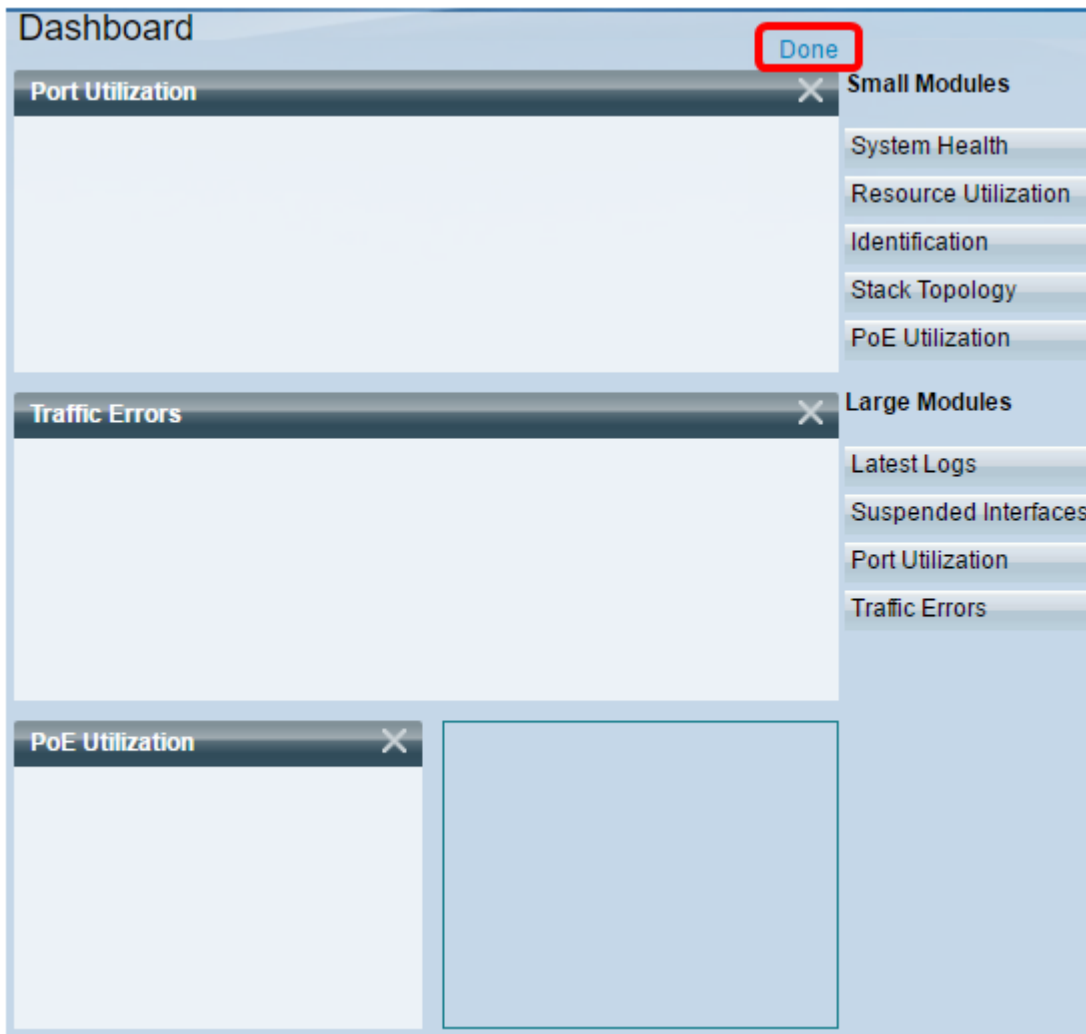 Dashboard
Done
Port Utilization
Traffic Errors
PoE Utilization
Small Modules
System Health
Resource Utilization
Identification
Stack Topology
PoE Utilization
Large Modules
Latest Logs
Suspended Interfaces
Port Utilization
Traffic Errors